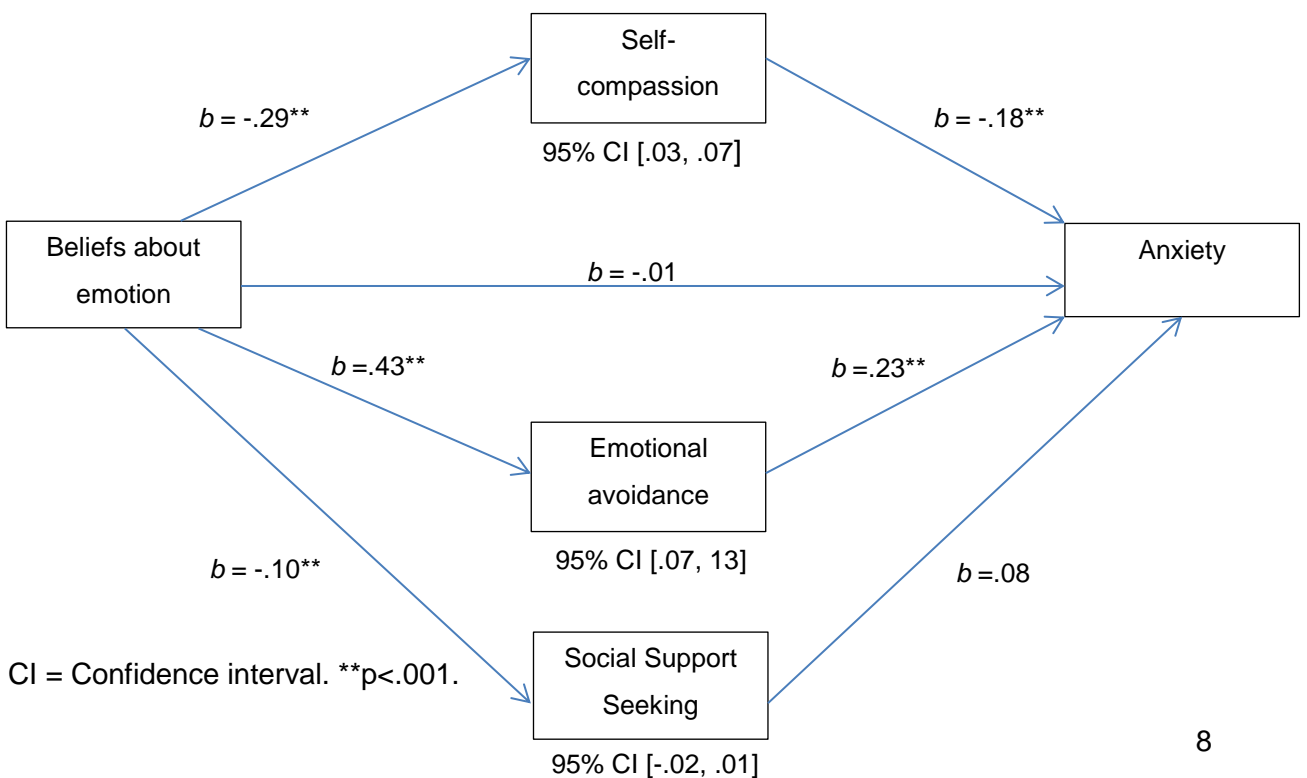 Self-
compassion
b = -.29**
b = -.18**
95% CI [.03, .07]
Beliefs about
emotion
Anxiety
b = -.01
b =.43**
b =.23**
Emotional
avoidance
95% CI [.07, 13]
b = -.10**
b =.08
Social Support
Seeking
CI = Confidence interval. **p<.001.
95% CI [-.02, .01]
8